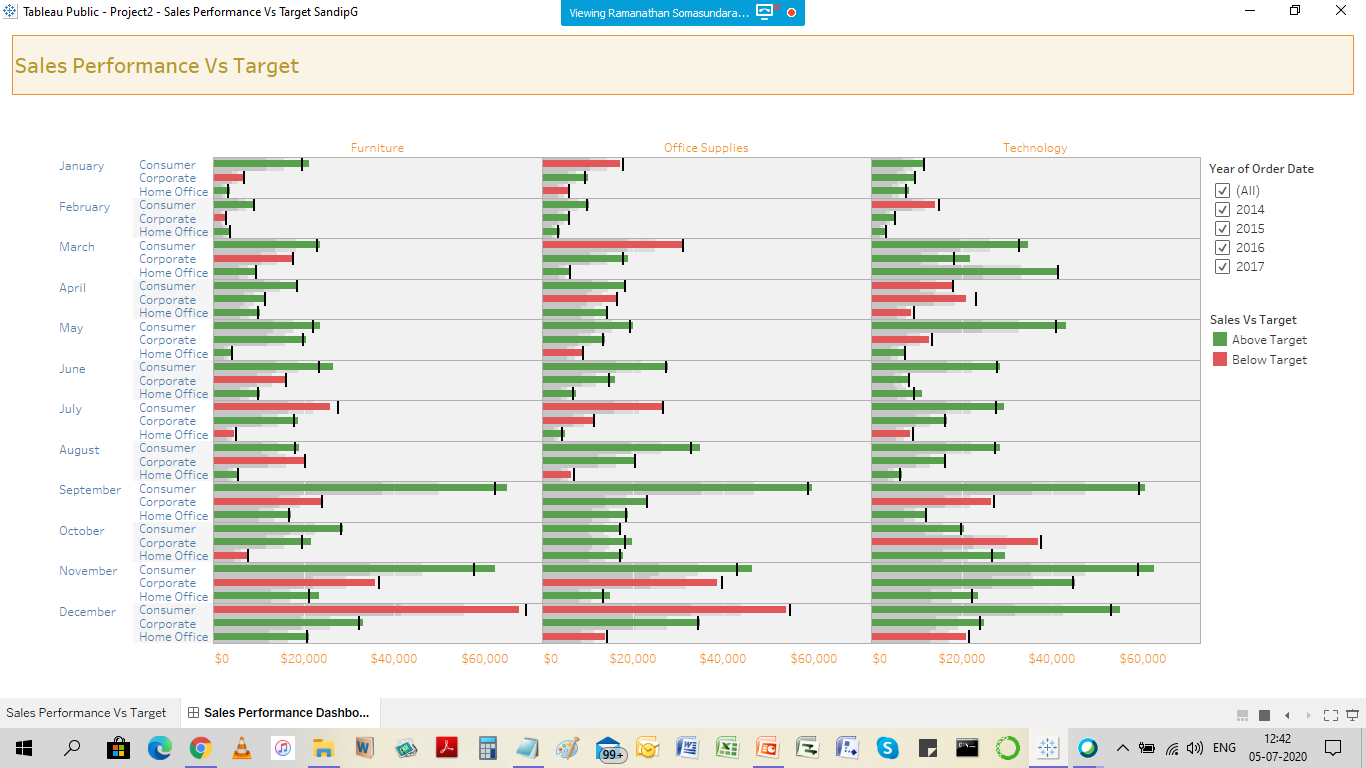 Tableau Public - Project2 - Sales Performance Vs Target SandipG
Viewing Ramanathan Somasundara...
Sales Performance Vs Target
Furniture Office Supplies Technology
January Consumer
Corporate
Home Office
February Consumer
Corporate
Home Office
March Consumer
Corporate
Home Office
April Consumer
Corporate
Home Office
May Consumer
Corporate
Home Office
June Consumer
Corporate
Home Office
July Consumer
Corporate
Home Office
August Consumer
Corporate
Home Office
September Consumer
Corporate
Home Office
October Consumer
Corporate
Home Office
November Consumer
Corporate
Home Office
December Consumer
Corporate
Home Office
$0 $20,000 $40,000 $60,000 $0 $20,000 $40,000 $60,000 $0 $20,000 $40,000 $60,000
Year of Order Date
(All)
2014
2015
2016
2017
Sales Vs Target
Above Target
Below Target
Sales Performance Vs Target Sales Performance Dashbo...
99+
ENG
12:42
05-07-2020